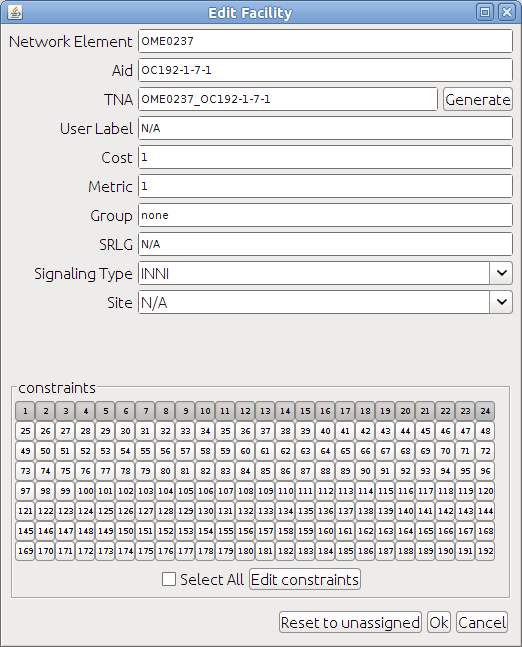 Edit Facility
Network Element OME0237
Aid OC192-1-7-1
TNA OME0237_OC192-1-7-1 Generate
User Label N/A
Cost 1
Metric 1
Group none
SRLG N/A
Signaling Type INNI
Site N/A
constraints
1 2 3 4 5 6 7 8 9 10 11 12 13 14 15 16 17 18 19 20 21 22 23 24
25 26 27 28 29 30 31 32 33 34 35 36 37 38 39 40 41 42 43 44 45 46 47 48
49 50 51 52 53 54 55 56 57 58 59 60 61 62 63 64 65 66 67 68 69 70 71 72
73 74 75 76 77 78 79 80 81 82 83 84 85 86 87 88 89 90 91 92 93 94 95 96
97 98 99 100 101 102 103 104 105 106 107 108 109 110 111 112 113 114 115 116 117 118 119 120
121 122 123 124 125 126 127 128 129 130 131 132 133 134 135 136 137 138 139 140 141 142 143 144
145 146 147 148 149 150 151 152 153 154 155 156 157 158 159 160 161 162 163 164 165 166 167 168
169 170 171 172 173 174 175 176 177 178 179 180 181 182 183 184 185 186 187 188 189 190 191 192
Select All Edit constraints
Reset to unassigned Ok Cancel